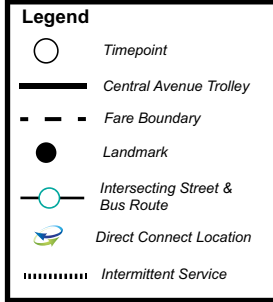 Legend
Timepoint
Central Avenue Trolley
Fare Boundary
Landmark
Intersecting Street &
Bus Route
Direct Connect Location
Intermittent Service